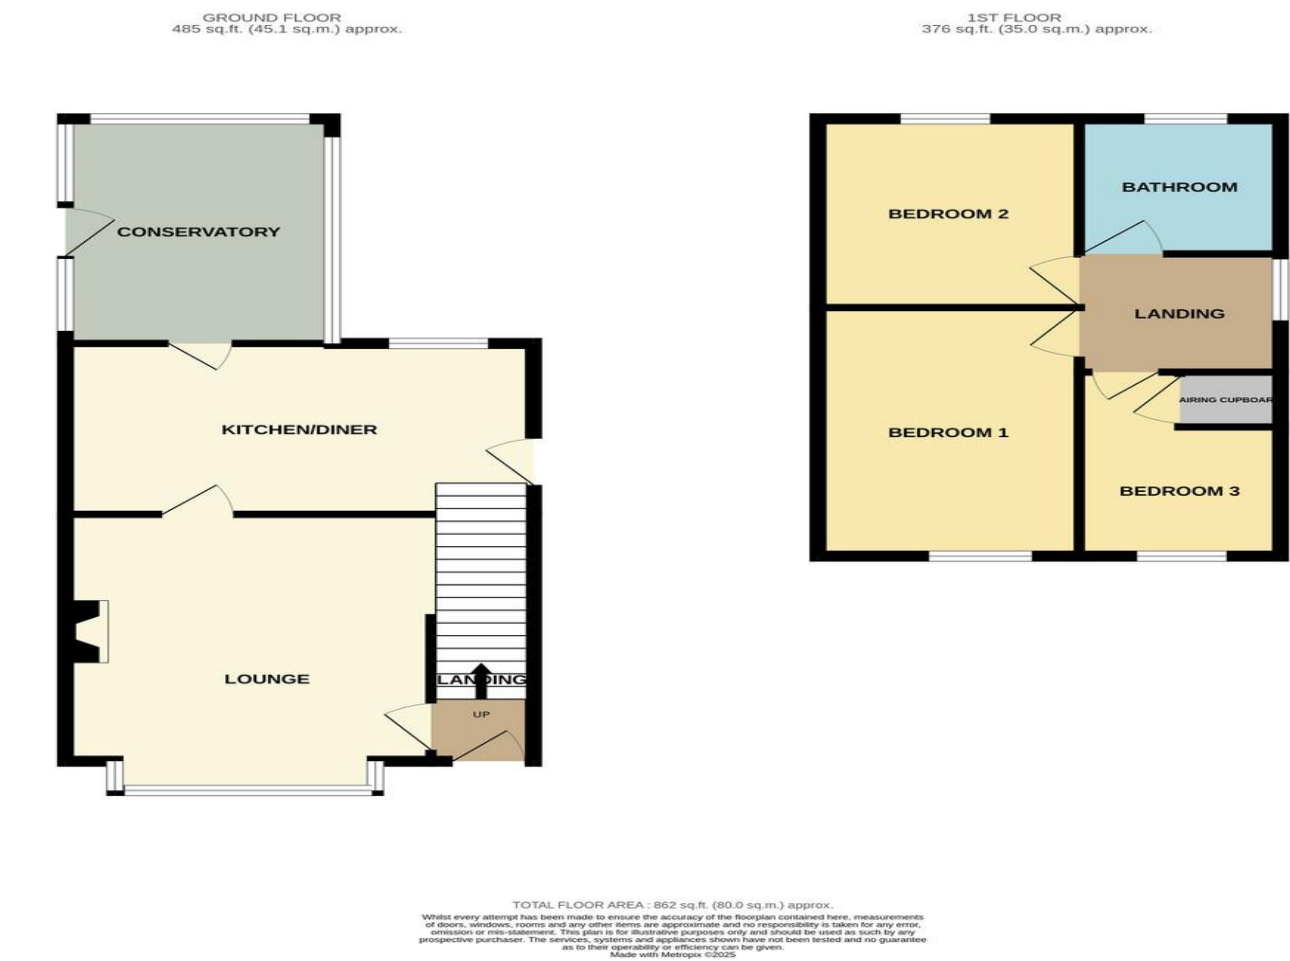 GROUND FLOOR
485 sq.ft. (45.1 sq.m.) approx.
1ST FLOOR
376 sq.ft. (35.0 sq.m.) approx.
CONSERVATORY
KITCHEN/DINER
LOUNGE
LANDING
UP
BEDROOM 2
BATHROOM
LANDING
AIRING CUPBOAR
BEDROOM 1
BEDROOM 3
TOTAL FLOOR AREA : 862 sq.ft. (80.0 sq.m.) approx.
Whilst every attempt has been made to ensure the accuracy of the floorplan contained here, measurements
of doors, windows, rooms and any other items are approximate and no responsibility is taken for any error,
omission or mis-statement. This plan is for illustrative purposes only and should be used as such by any
prospective purchaser. The services, systems and appliances shown have not been tested and no guarantee
as to their operability or efficiency can be given.
Made with Metropix ©2025